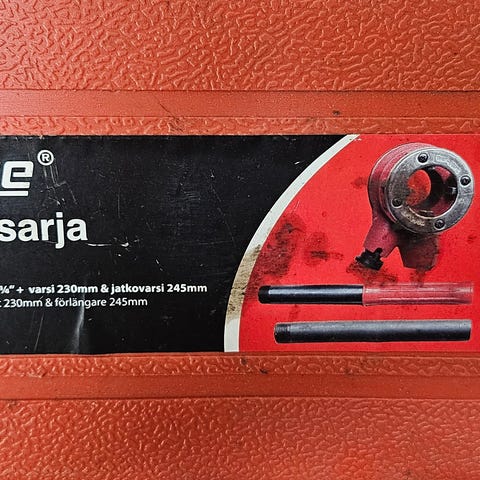 e®
sarja
¾" + varsi 230mm & jatkovarsi 245mm
230mm & förlängare 245mm